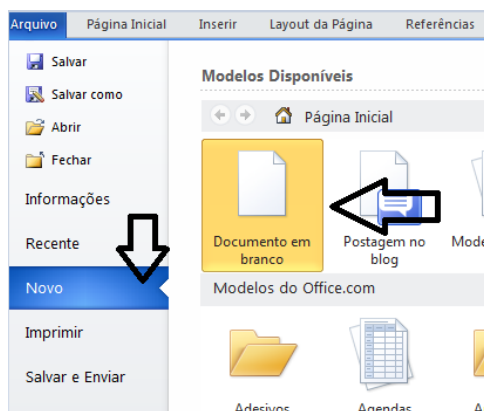 Arquivo Página Inicial Inserir Layout da Página Referências
Salvar
Salvar como
Abrir
Fechar
Informações
Recente
Novo
Imprimir
Salvar e Enviar
Modelos Disponíveis
Página Inicial
Documento em
branco
Postagem no
blog
Modelos do Office.com
Adesivos
Agendas